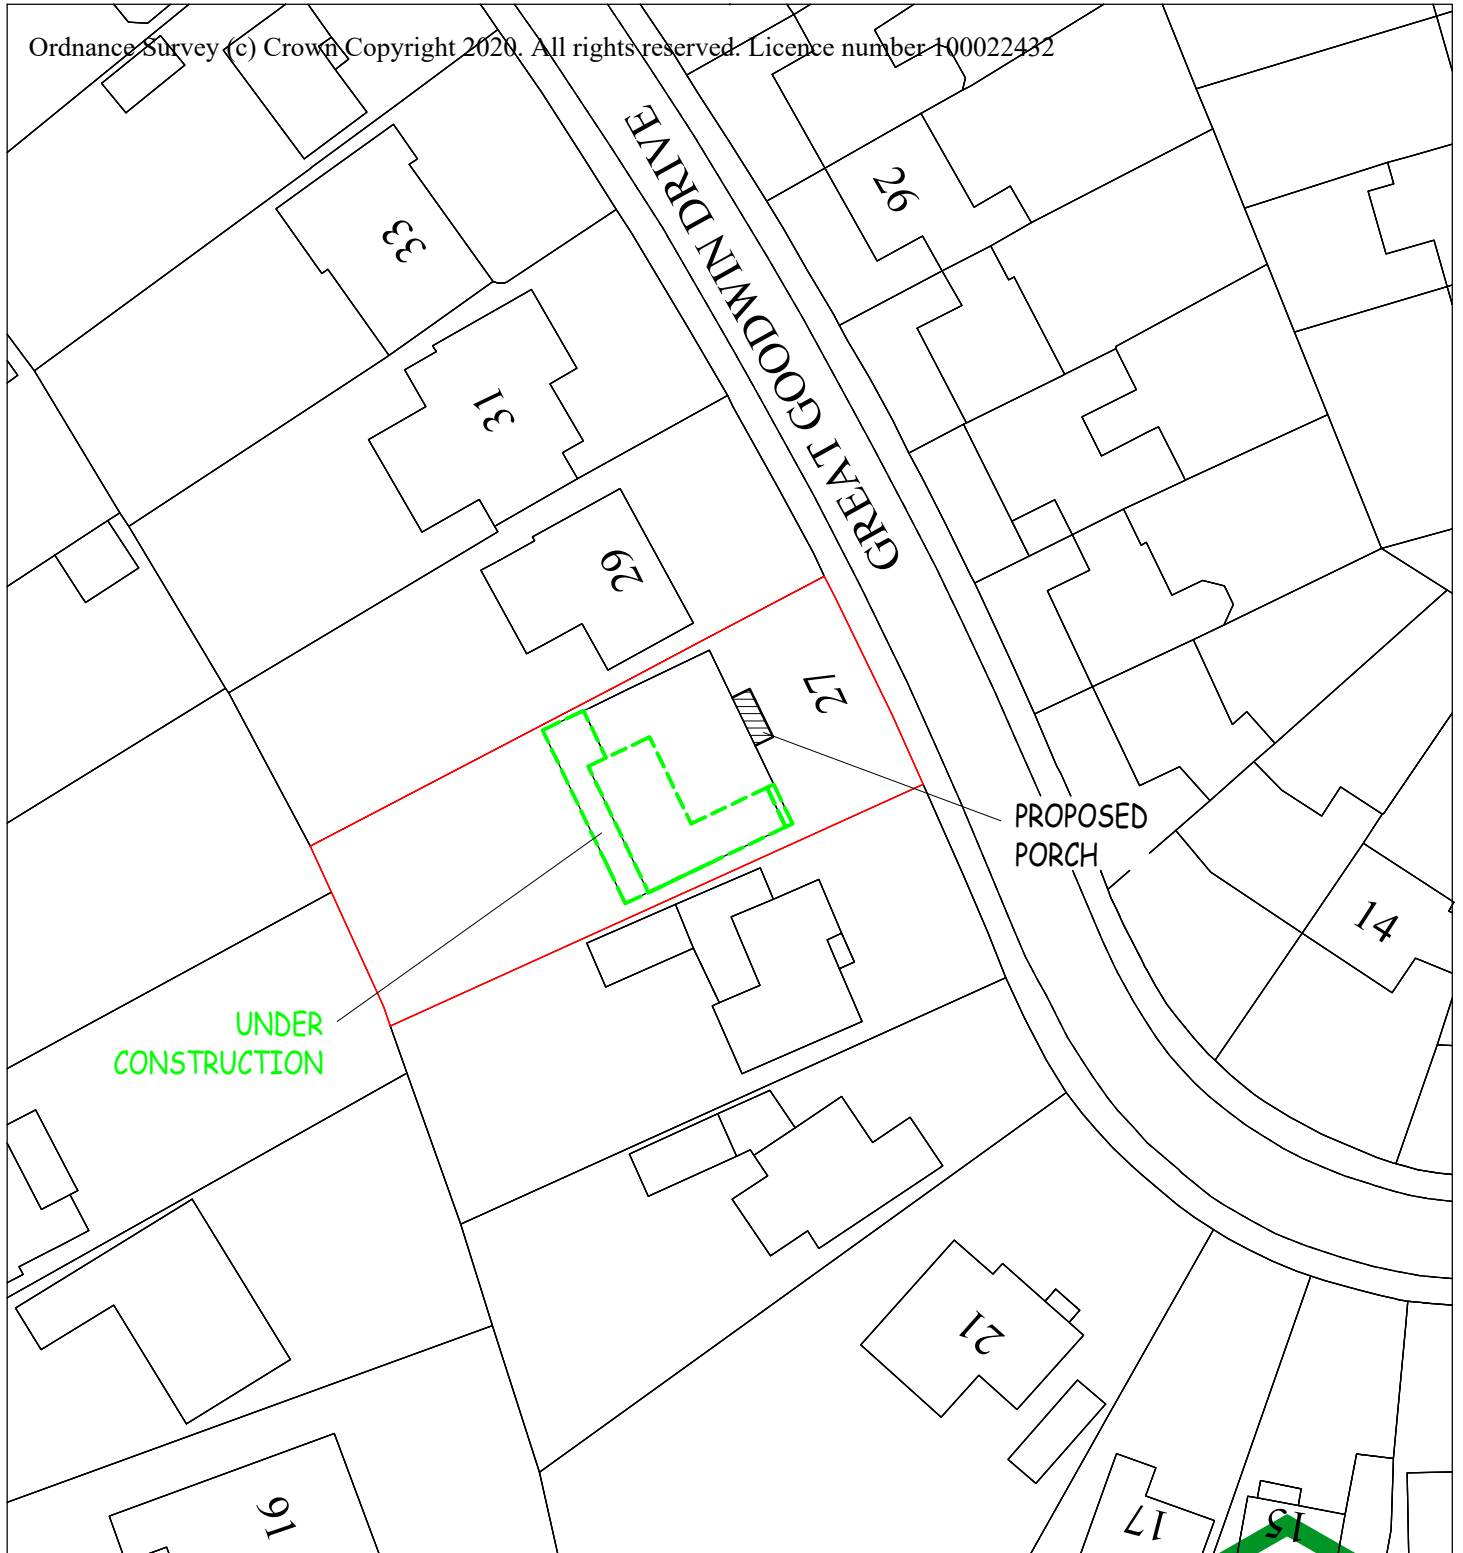 Ordnance Survey (c) Crown Copyright 2020. All rights reserved. Licence number 100022432
GREAT GOODWIN DRIVE
26
33
31
29
27
PROPOSED
PORCH
14
UNDER
CONSTRUCTION
21
16
17
15